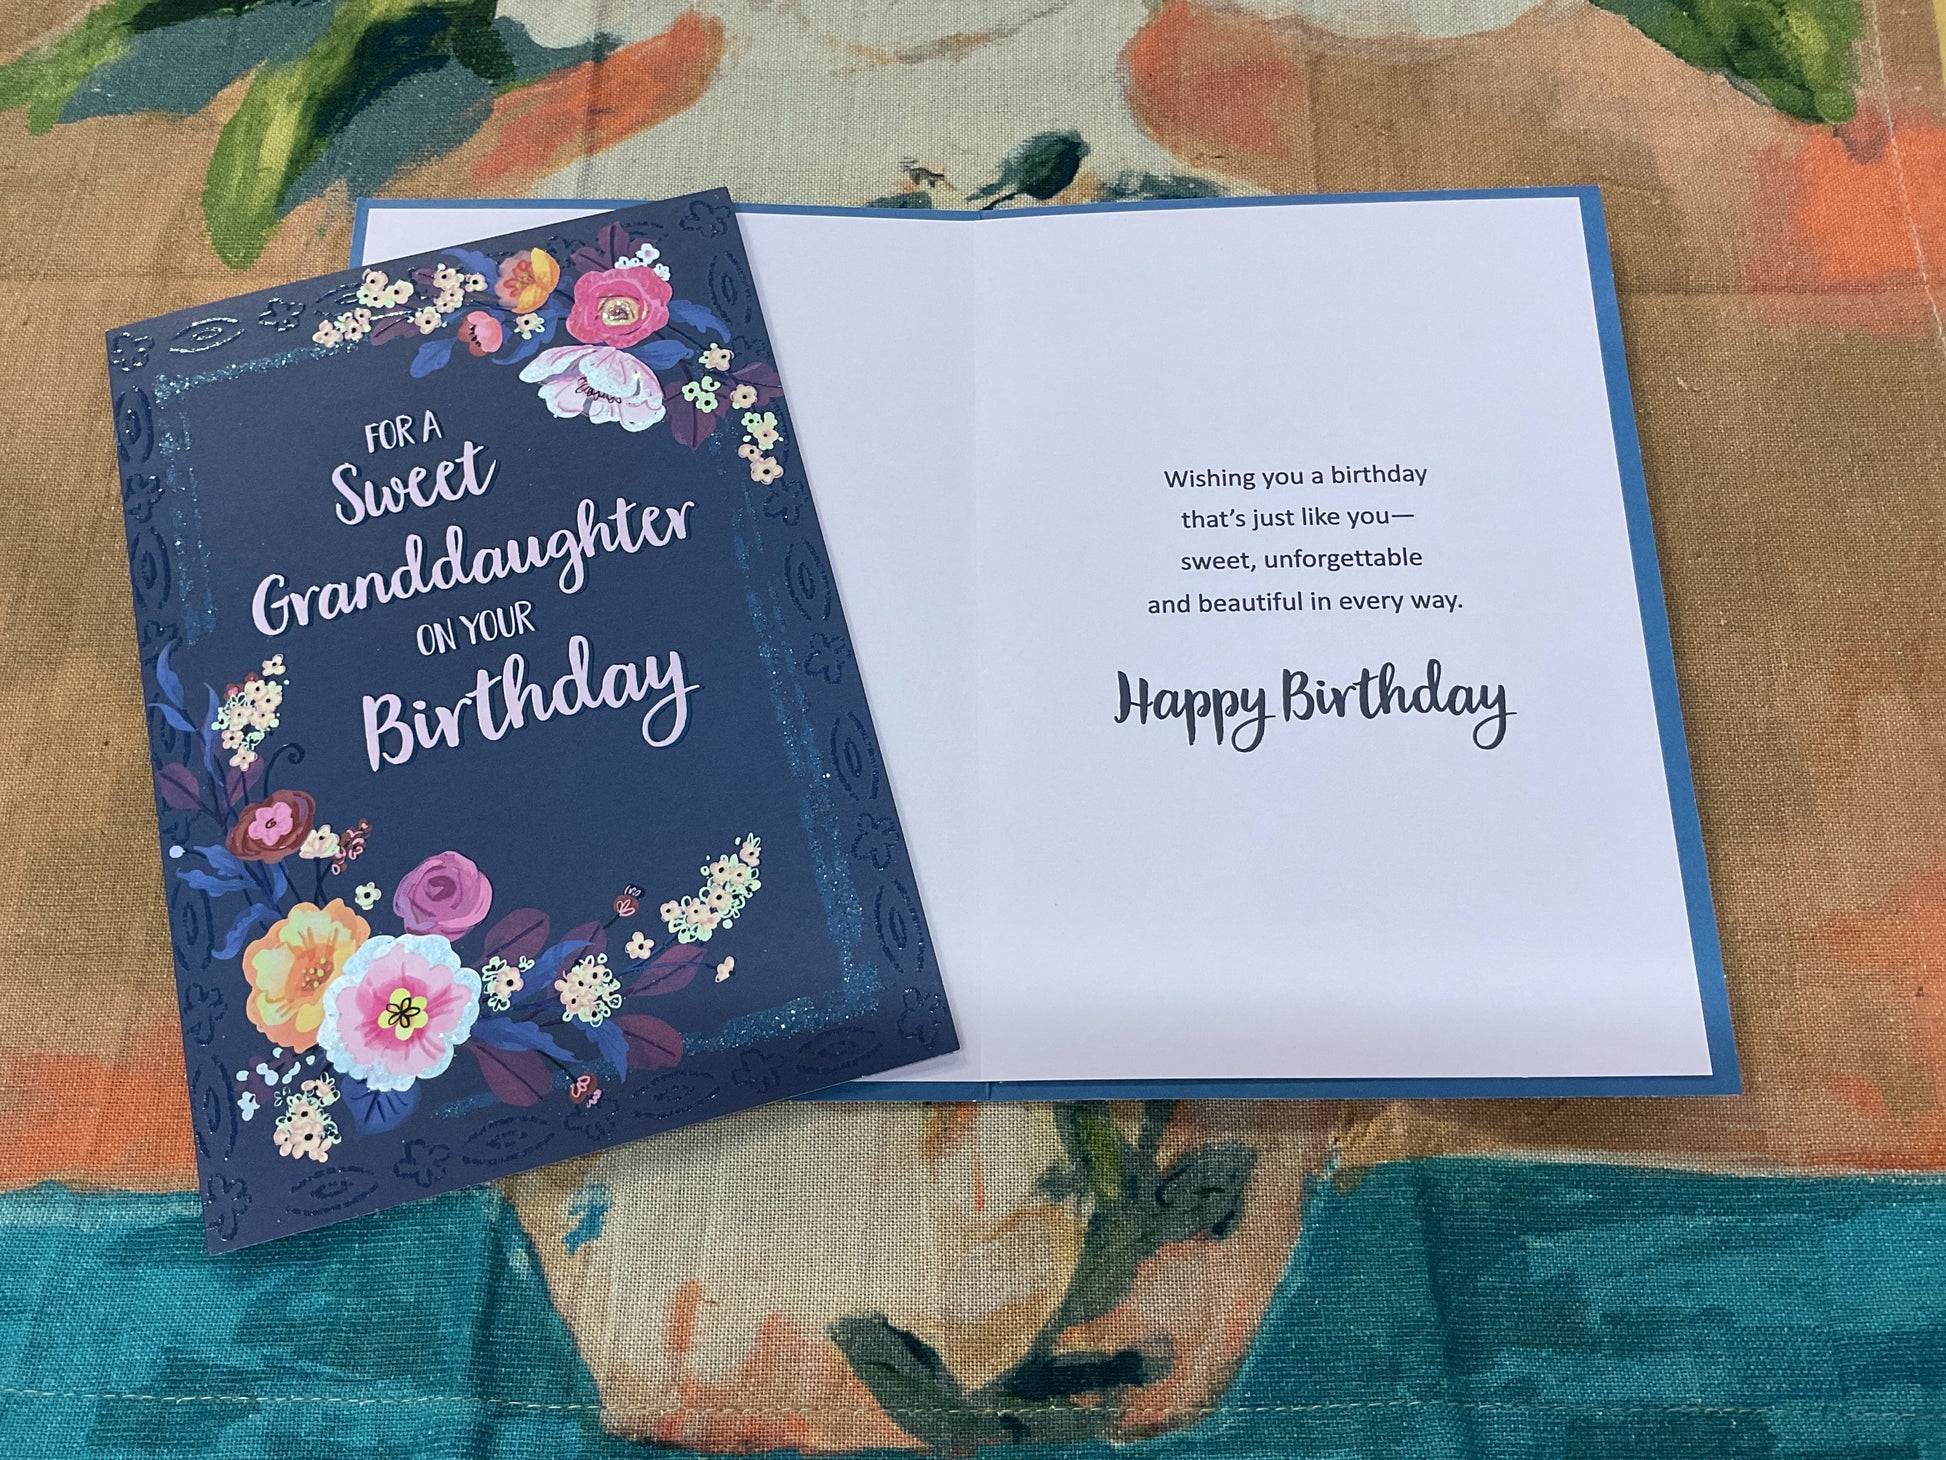 FOR A
Sweet
Granddaughter
ON YOUR
Birthday
Wishing you a birthday
that's just like you—
sweet, unforgettable
and beautiful in every way.
Happy Birthday